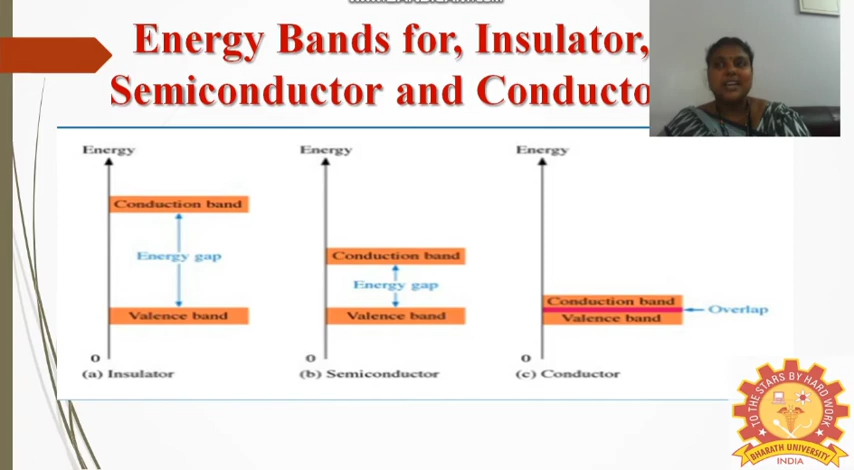 Energy Bands for, Insulator,
Semiconductor and Conducto
Energy
Conduction band
Energy gap
Valence band
0
(a) Insulator
Energy
Conduction band
Energy gap
Valence band
0
(b) Semiconductor
Energy
Conduction band
Valence band
Overlap
0
(c) Conductor
TO THE STARS BY HARD WORK
BHARATH UNIVERSITY
INDIA